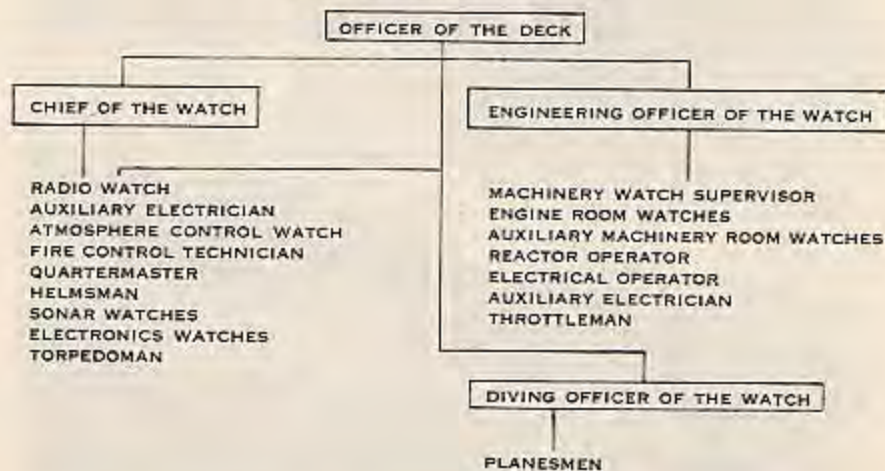 OFFICER OF THE DECK
CHIEF OF THE WATCH
ENGINEERING OFFICER OF THE WATCH
RADIO WATCH
AUXILIARY ELECTRICIAN
ATMOSPHERE CONTROL WATCH
FIRE CONTROL TECHNICIAN
QUARTERMASTER
HELMSMAN
SONAR WATCHES
ELECTRONICS WATCHES
TORPEDOMAN
MACHINERY WATCH SUPERVISOR
ENGINE ROOM WATCHES
AUXILIARY MACHINERY ROOM WATCHES
REACTOR OPERATOR
ELECTRICAL OPERATOR
AUXILIARY ELECTRICIAN
THROTTLEMAN
DIVING OFFICER OF THE WATCH
PLANESMEN